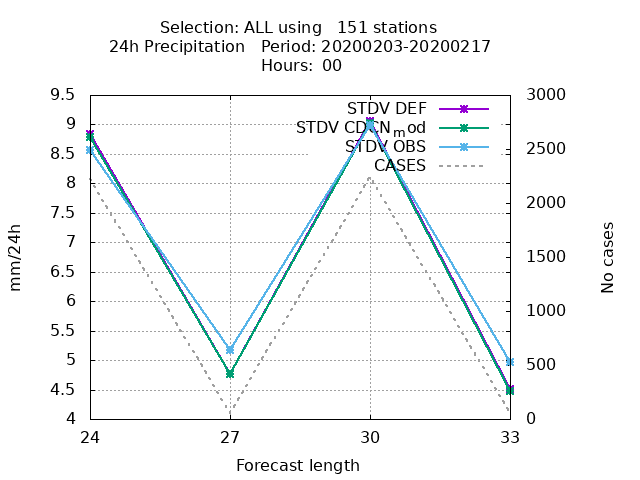 Selection: ALL using   151 stations
24h Precipitation   Period: 20200203-20200217
Hours: 00
9.5
9
8.5
8
7.5
7
6.5
6
5.5
5
4.5
4
3000
2500
2000
1500
1000
500
0
STDV DEF
STDV CDCN_mod
STDV OBS
CASES
mm/24h
No cases
24 27 30 33
Forecast length